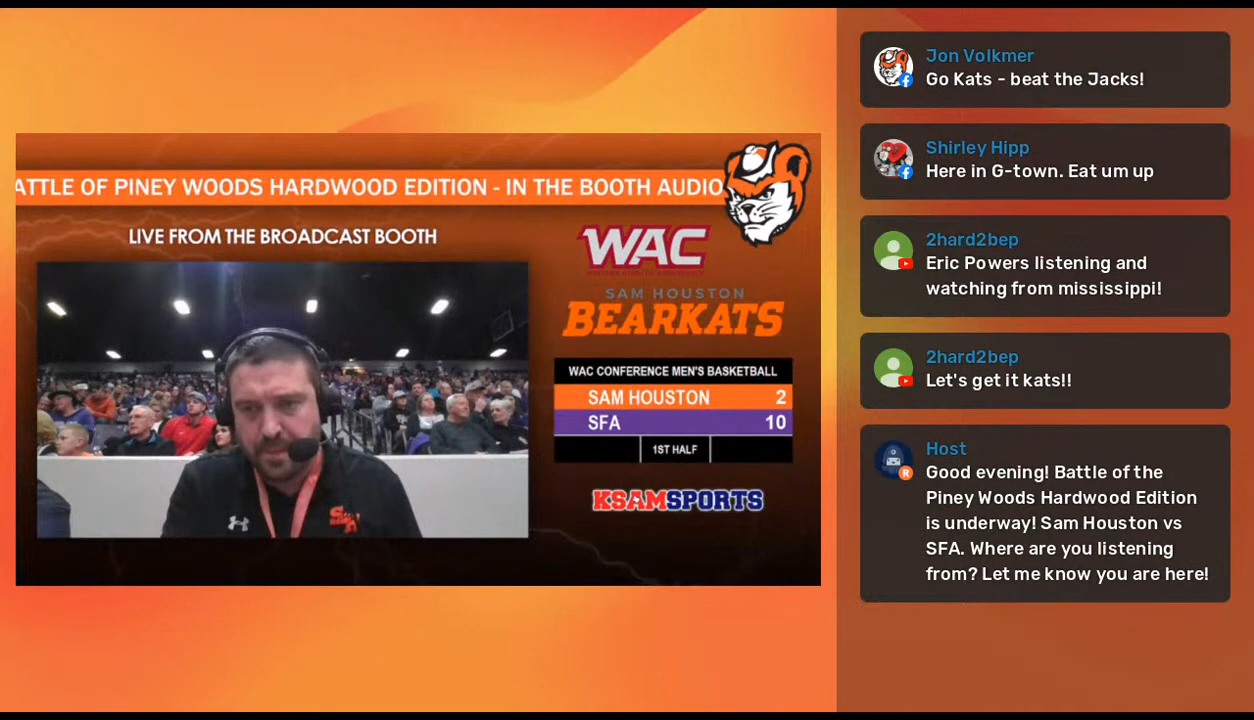 ATTLE OF PINEY WOODS HARDWOOD EDITION - IN THE BOOTH AUDIO
LIVE FROM THE BROADCAST BOOTH
WAC
SAM HOUSTON
BEARKATS
WAC CONFERENCE MEN'S BASKETBALL
SAM HOUSTON 2
SFA 10
1ST HALF
KSAMSPORTS
Jon Volkmer
Go Kats - beat the Jacks!
Shirley Hipp
Here in G-town. Eat um up
2hard2bep
Eric Powers listening and
watching from mississippi!
2hard2bep
Let's get it kats!!
Host
Good evening! Battle of the
Piney Woods Hardwood Edition
is underway! Sam Houston vs
SFA. Where are you listening
from? Let me know you are here!